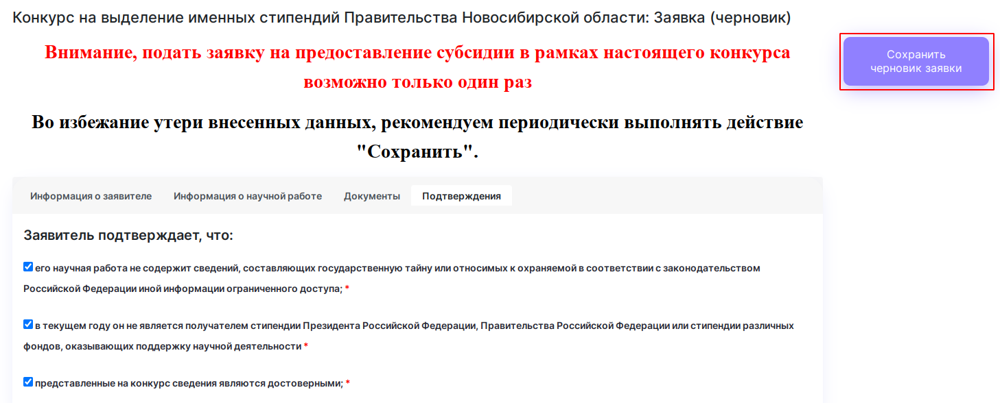 Конкурс на выделение именных стипендий Правительства Новосибирской области: Заявка (черновик)
Внимание, подать заявку на предоставление субсидии в рамках настоящего конкурса
возможно только один раз
Сохранить
черновик заявки
Во избежание утери внесенных данных, рекомендуем периодически выполнять действие
"Сохранить".
Информация о заявителе Информация о научной работе Документы Подтверждения
Заявитель подтверждает, что:
его научная работа не содержит сведений, составляющих государственную тайну или относимых к охраняемой в соответствии с законодательством
Российской Федерации иной информации ограниченного доступа; *
в текущем году он не является получателем стипендии Президента Российской Федерации, Правительства Российской Федерации или стипендии различных
фондов, оказывающих поддержку научной деятельности *
представленные на конкурс сведения являются достоверными; *